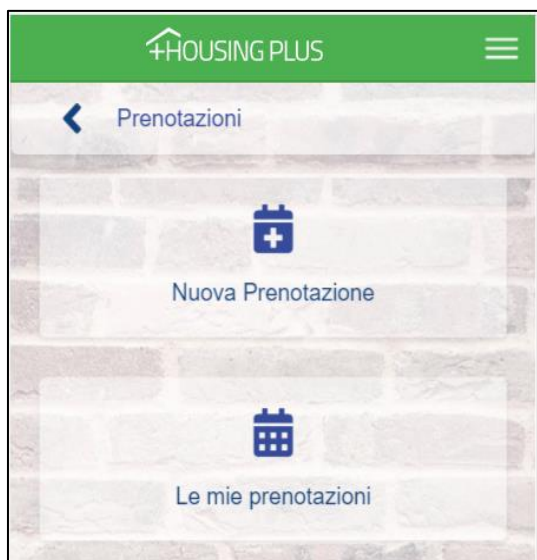 +HOUSING PLUS
Prenotazioni
Nuova Prenotazione
Le mie prenotazioni